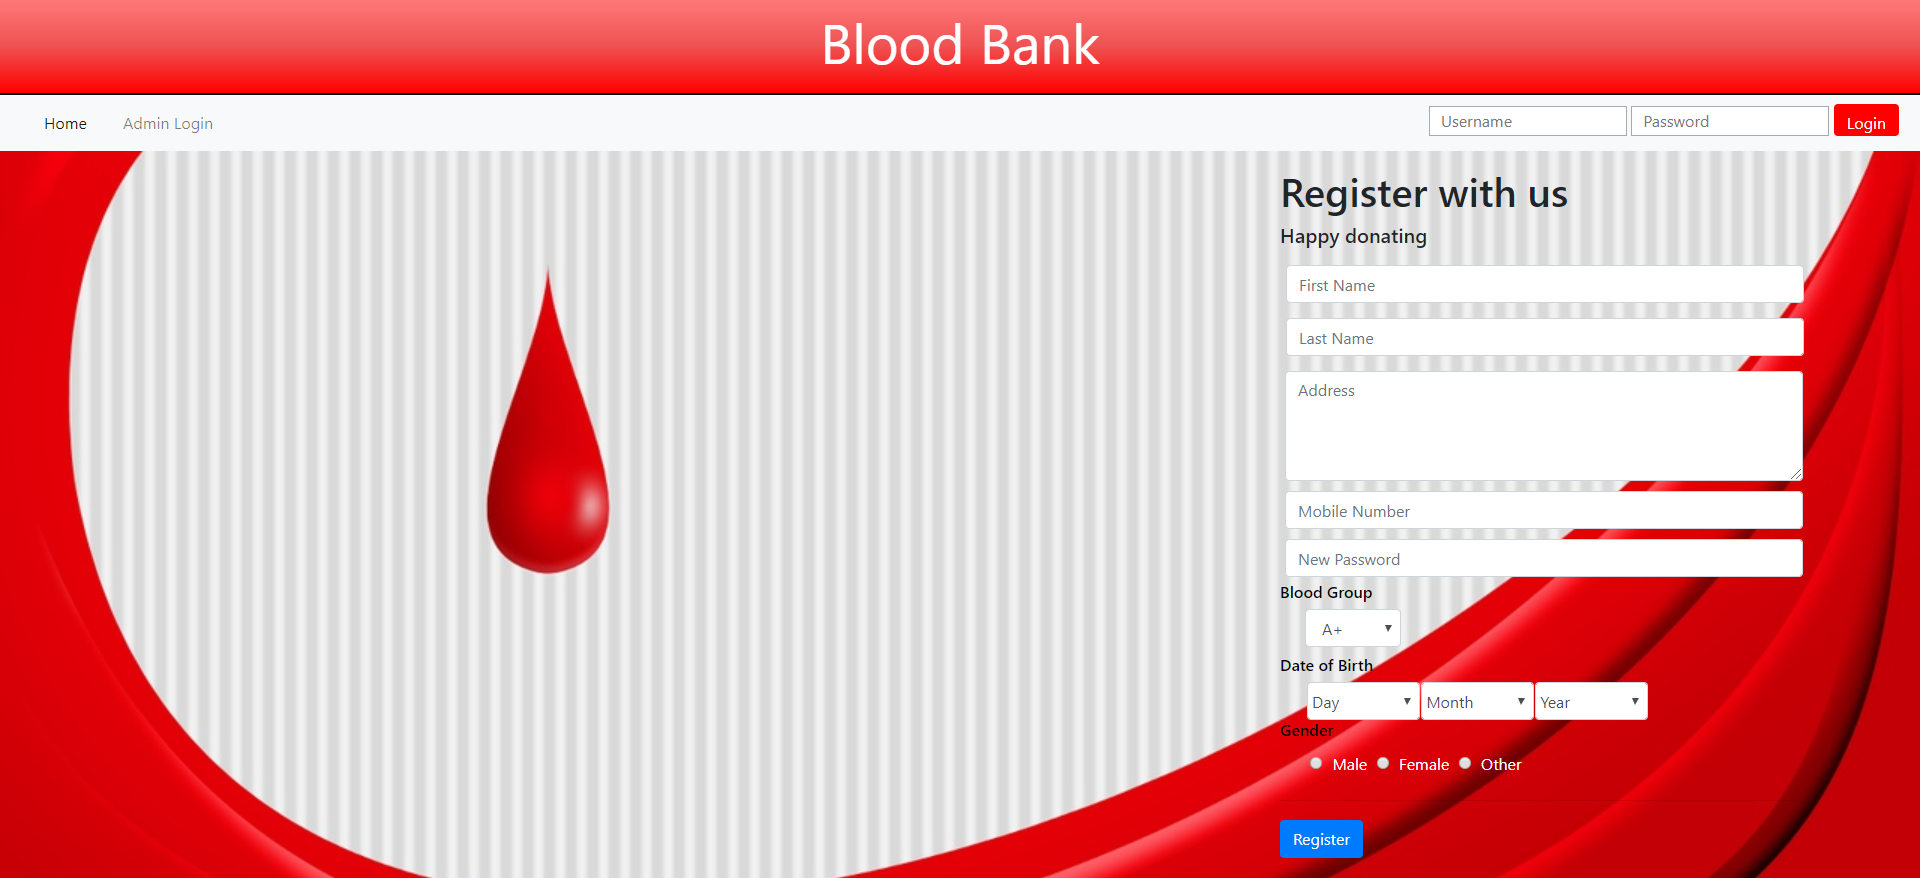 Blood Bank
Home Admin Login Username Password Login
Register with us
Happy donating
First Name
Last Name
Address
Mobile Number
New Password
Blood Group
A+
Date of Birth
Day Month Year
Gender
Male Female Other
Register